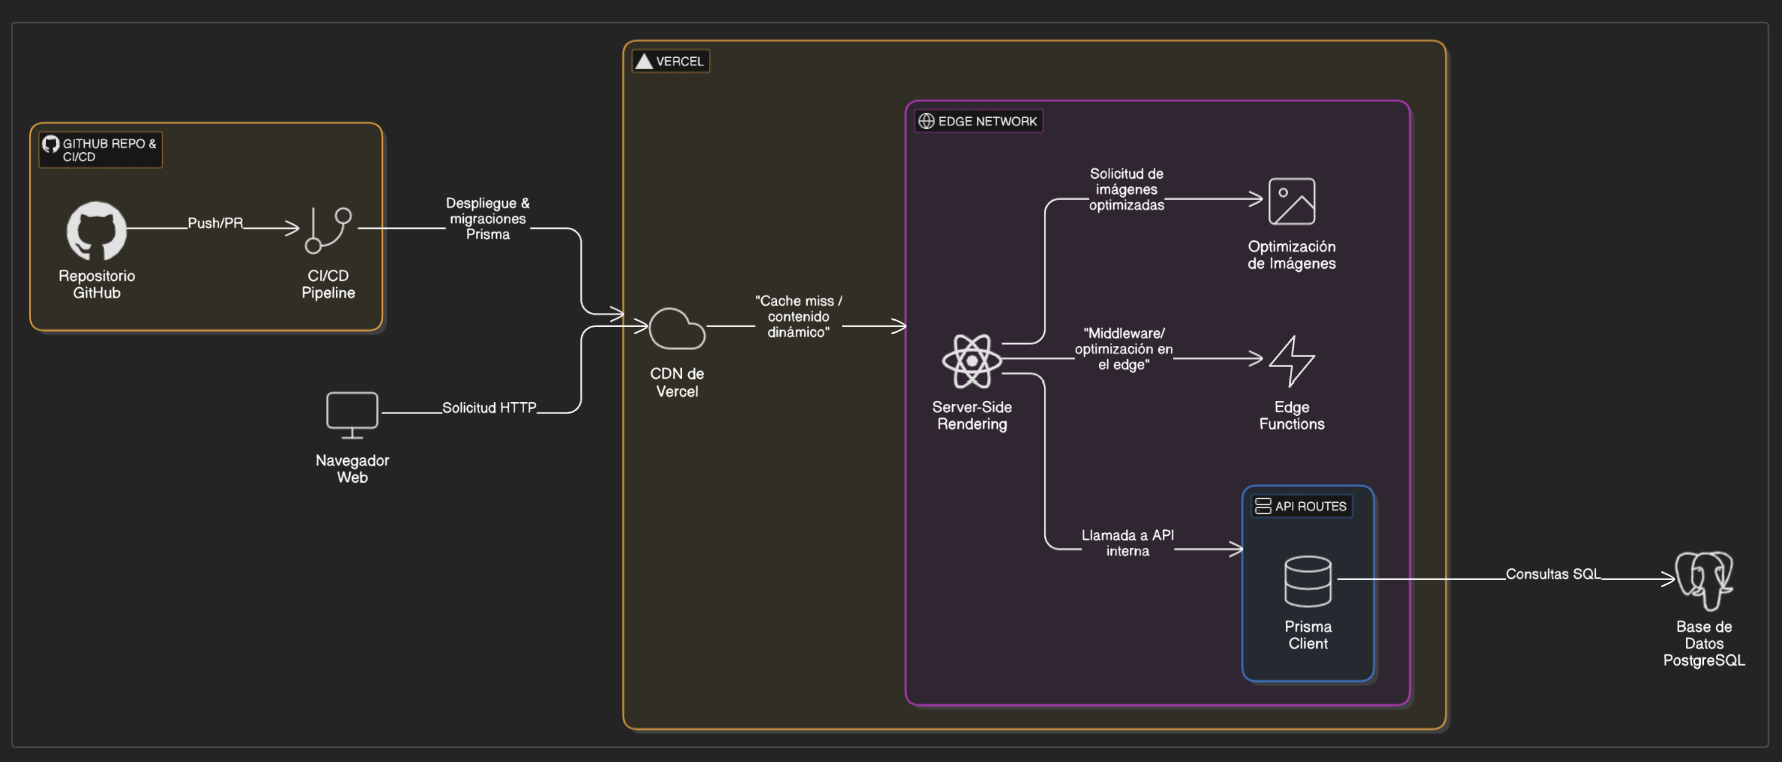 VERCEL
EDGE NETWORK
GITHUB REPO &
CI/CD
Push/PR
Repositorio
GitHub
CI/CD
Pipeline
Despliegue &
migraciones
Prisma
Solicitud HTTP
Navegador
Web
CDN de
Vercel
"Cache miss /
contenido
dinámico"
Server-Side
Rendering
Solicitud de
imágenes
optimizadas
Optimización
de Imágenes
"Middleware/
optimización en
el edge"
Edge
Functions
Llamada a API
interna
API ROUTES
Prisma
Client
Consultas SQL
Base de
Datos
PostgreSQL